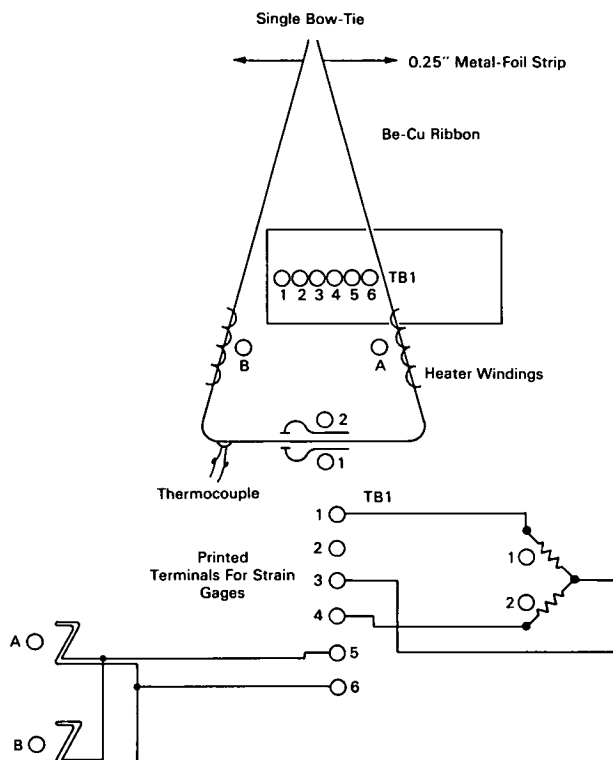 Single Bow-Tie
0.25" Metal-Foil Strip
Be-Cu Ribbon
TB1
1 2 3 4 5 6
B
A
Heater Windings
2
1
Thermocouple
TB1
1
2
3
4
5
6
Printed
Terminals For Strain
Gages
1
2
A
B